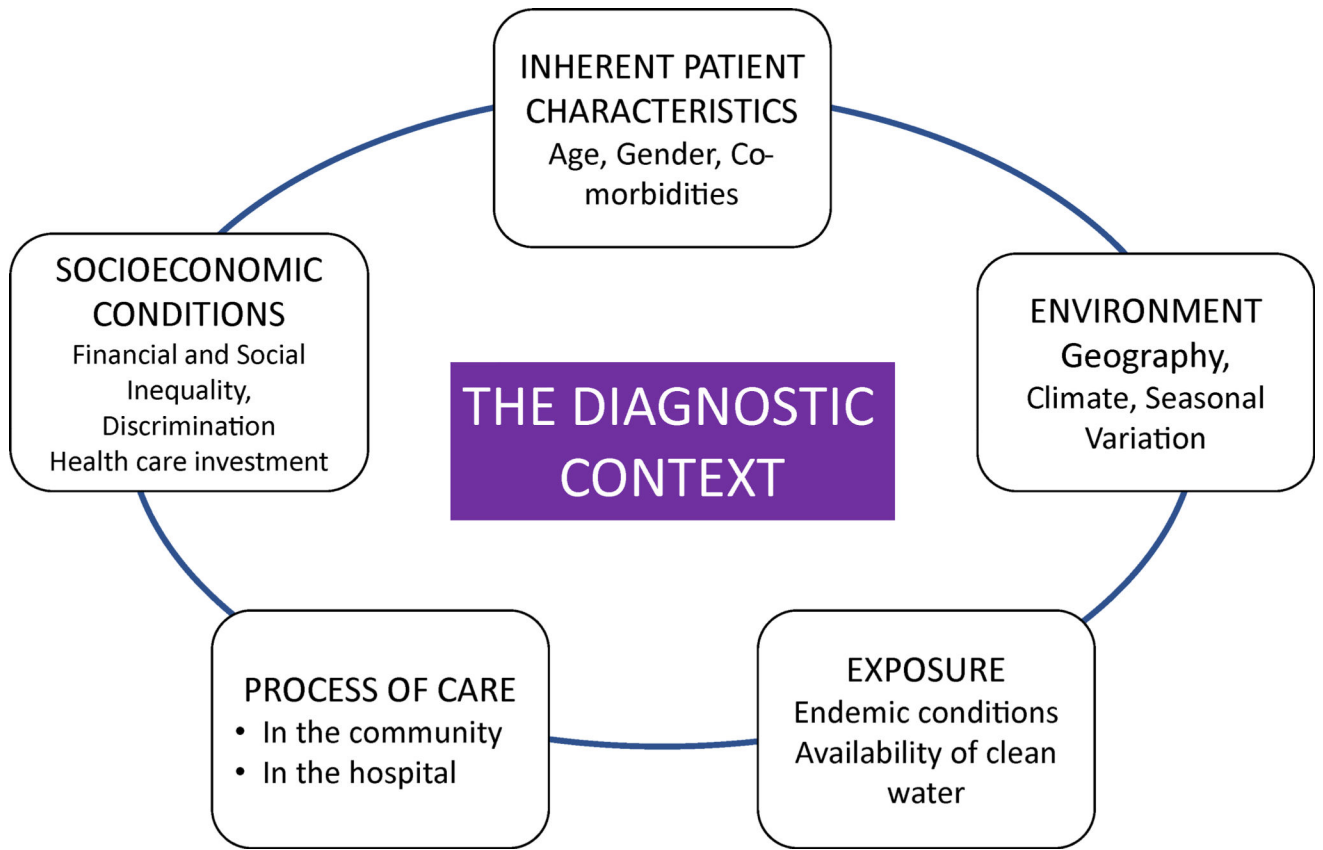 INHERENT PATIENT
CHARACTERISTICS
Age, Gender, Co-
morbidities
SOCIOECONOMIC
CONDITIONS
Financial and Social
Inequality,
Discrimination
Health care investment
ENVIRONMENT
Geography,
Climate, Seasonal
Variation
THE DIAGNOSTIC
CONTEXT
PROCESS OF CARE
• In the community
• In the hospital
EXPOSURE
Endemic conditions
Availability of clean
water